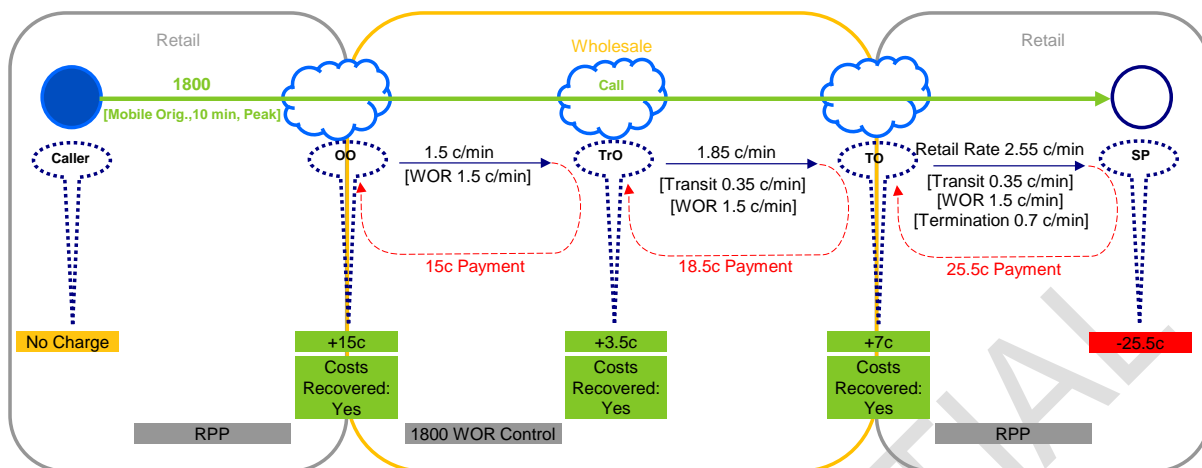 Retail
Wholesale
Retail
1800
Call
[Mobile Orig.,10 min, Peak]
Caller
OO
1.5 c/min
[WOR 1.5 c/min]
TrO
1.85 c/min
[Transit 0.35 c/min]
[WOR 1.5 c/min]
TO
Retail Rate 2.55 c/min
[Transit 0.35 c/min]
[WOR 1.5 c/min]
[Termination 0.7 c/min]
SP
15c Payment
18.5c Payment
25.5c Payment
No Charge
+15c
+3.5c
+7c
-25.5c
Costs
Recovered:
Yes
Costs
Recovered:
Yes
Costs
Recovered:
Yes
RPP
1800 WOR Control
RPP